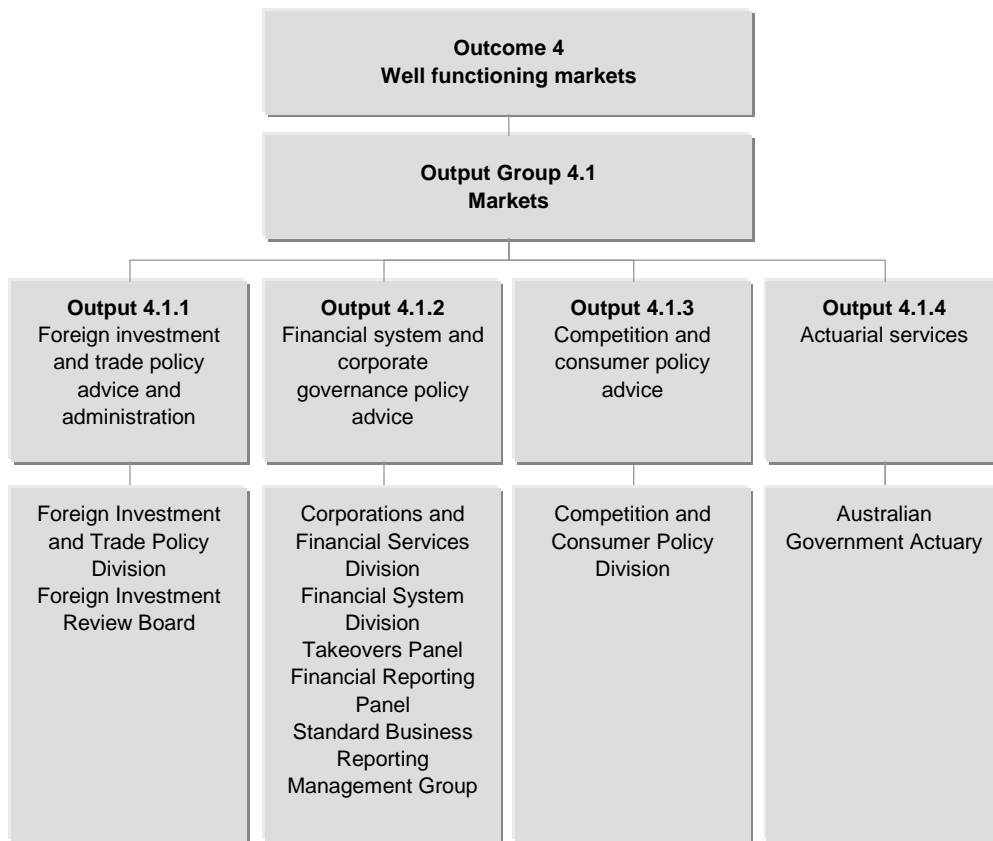 Outcome 4
Well functioning markets
Output Group 4.1
Markets
Output 4.1.1
Foreign investment
and trade policy
advice and
administration
Output 4.1.2
Financial system and
corporate
governance policy
advice
Output 4.1.3
Competition and
consumer policy
advice
Output 4.1.4
Actuarial services
Foreign Investment
and Trade Policy
Division
Foreign Investment
Review Board
Corporations and
Financial Services
Division
Financial System
Division
Takeovers Panel
Financial Reporting
Panel
Standard Business
Reporting
Management Group
Competition and
Consumer Policy
Division
Australian
Government Actuary